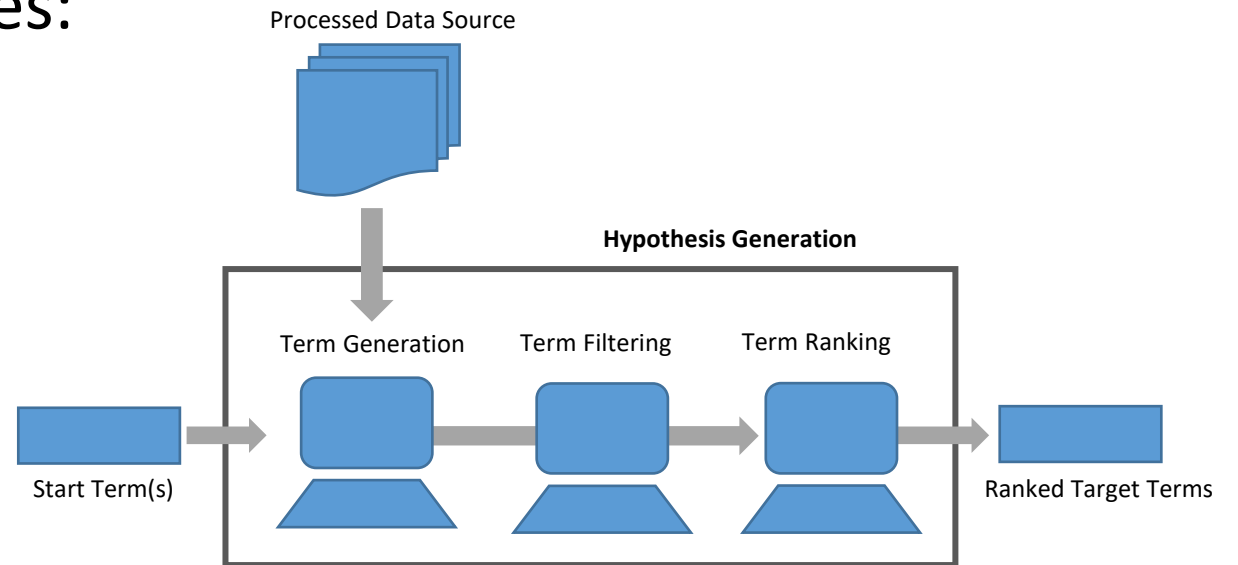 es:
Processed Data Source
Hypothesis Generation
Term Generation
Term Filtering
Term Ranking
Start Term(s)
Ranked Target Terms